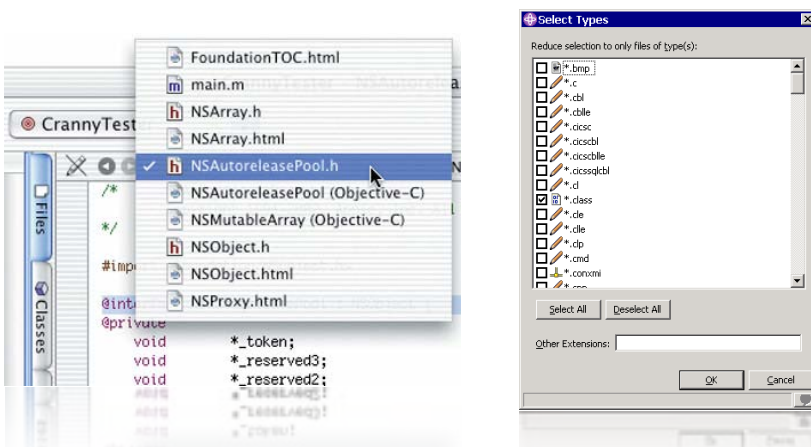 FoundationTOC.html
main.m
NSArray.h
NSArray.html
NSAutoreleasePool.h
NSAutoreleasePool (Objective-C)
NSMutableArray (Objective-C)
NSObject.h
NSObject.html
NSProxy.html
CrannyTest
Files
Classes
/*
*/
#imp
@int
@private
void *_token;
void *_reserved3;
void *_reserved2;
Select Types
Reduce selection to only files of type(s):
*.bmp
*.c
*.cbl
*.cblle
*.cicsc
*.cicscbl
*.cicscblle
*.cicssqlcbl
*.cl
*.class
*.cle
*.clle
*.clp
*.cmd
*.conxmi
*.cpp
Select All
Deselect All
Other Extensions:
OK
Cancel